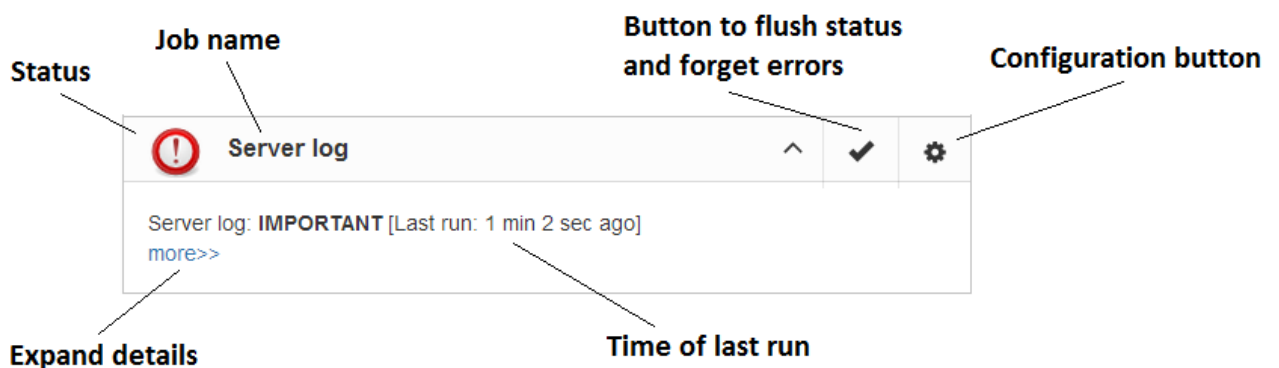 Button to flush status
and forget errors
Job name
Configuration button
Status
Server log
Server log: IMPORTANT [Last run: 1 min 2 sec ago]
more>>
Time of last run
Expand details